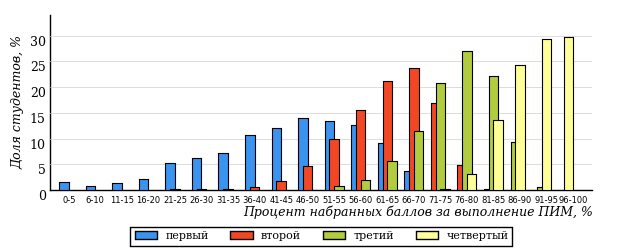 Доля студентов, %
30
25
20
15
10
5
0
0-5 6-10 11-15 16-20 21-25 26-30 31-35 36-40 41-45 46-50 51-55 56-60 61-65 66-70 71-75 76-80 81-85 86-90 91-95 96-100
Процент набранных баллов за выполнение ПИМ, %
первый второй третий четвертый